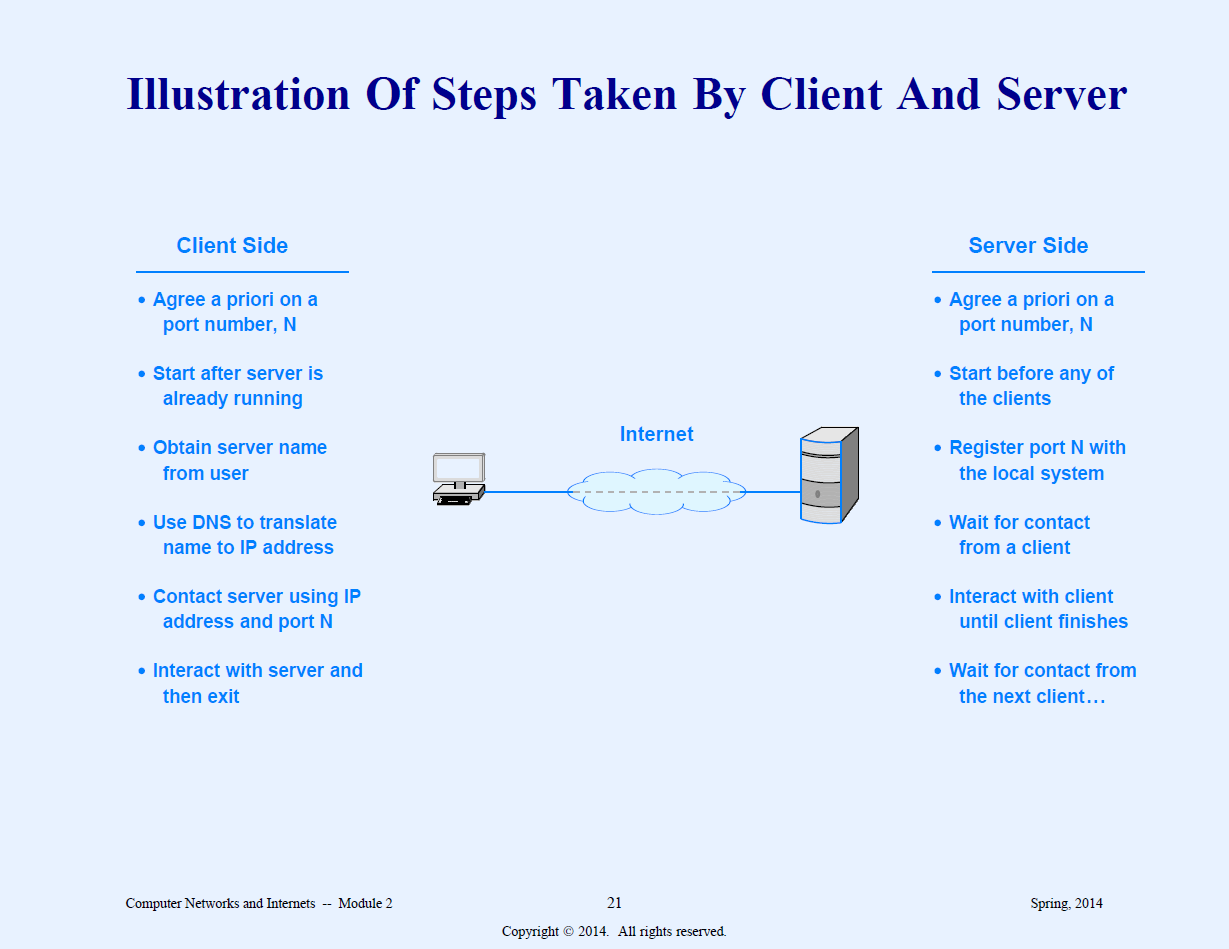 Illustration Of Steps Taken By Client And Server
Client Side
• Agree a priori on a
port number, N
• Start after server is
already running
• Obtain server name
from user
• Use DNS to translate
name to IP address
• Contact server using IP
address and port N
• Interact with server and
then exit
Internet
Server Side
• Agree a priori on a
port number, N
• Start before any of
the clients
• Register port N with
the local system
• Wait for contact
from a client
• Interact with client
until client finishes
• Wait for contact from
the next client...
Computer Networks and Internets -- Module 2
21
Spring, 2014
Copyright © 2014. All rights reserved.